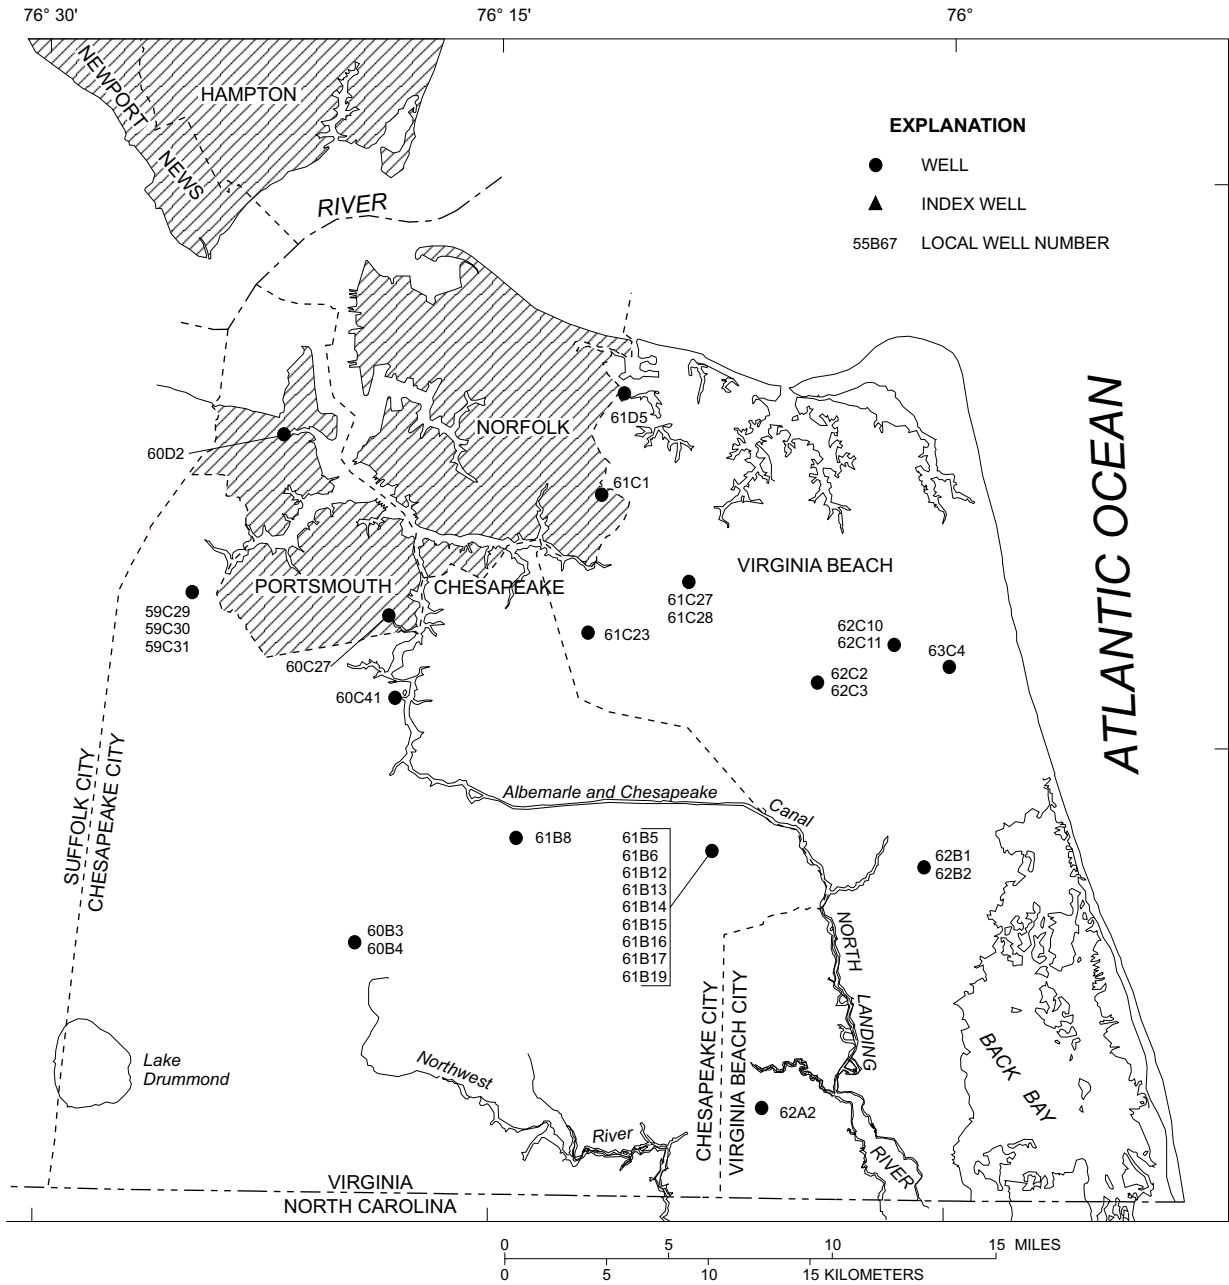 76° 30'
76° 15'
76°
NEWPORT
NEWS
HAMPTON
EXPLANATION
WELL
INDEX WELL
55B67 LOCAL WELL NUMBER
RIVER
ATLANTIC OCEAN
61D5
NORFOLK
60D2
61C1
VIRGINIA BEACH
PORTSMOUTH
CHESAPEAKE
59C29
59C30
59C31
61C27
61C28
62C10
62C11
61C23
63C4
60C27
62C2
62C3
60C41
SUFFOLK CITY
CHESAPEAKE CITY
Albemarle and Chesapeake
Canal
61B8
61B5
61B6
61B12
61B13
61B14
61B15
61B16
61B17
61B19
62B1
62B2
60B3
60B4
NORTH
LANDING
RIVER
CHESAPEAKE CITY
VIRGINIA BEACH CITY
BACK BAY
Lake
Drummond
Northwest
River
62A2
VIRGINIA
NORTH CAROLINA
0 5 10 15 MILES
0 5 10 15 KILOMETERS